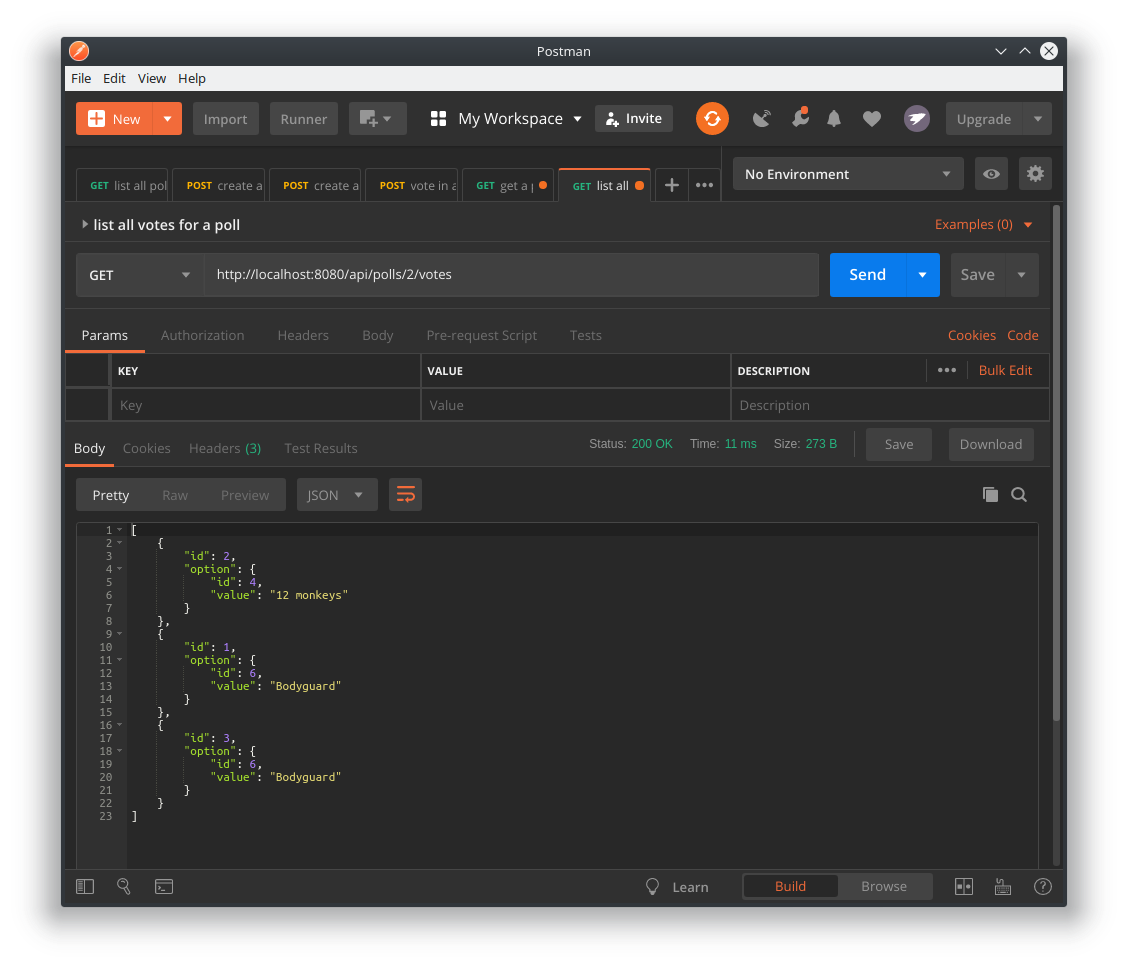 Postman
File Edit View Help
New Import Runner My Workspace Invite Upgrade
GET list all pol POST create a POST create a POST vote in a GET get a p GET list all No Environment
list all votes for a poll Examples (0)
GET http://localhost:8080/api/polls/2/votes Send Save
Params Authorization Headers Body Pre-request Script Tests Cookies Code
KEY VALUE DESCRIPTION Bulk Edit
Key Value Description
Body Cookies Headers (3) Test Results Status: 200 OK Time: 11 ms Size: 273 B Save Download
Pretty Raw Preview JSON
1 [
2 {
3 "id": 2,
4 "option": {
5 "id": 4,
6 "value": "12 monkeys"
7 }
8 },
9 {
10 "id": 1,
11 "option": {
12 "id": 6,
13 "value": "Bodyguard"
14 }
15 },
16 {
17 "id": 3,
18 "option": {
19 "id": 6,
20 "value": "Bodyguard"
21 }
22 }
23 ]
Learn Build Browse